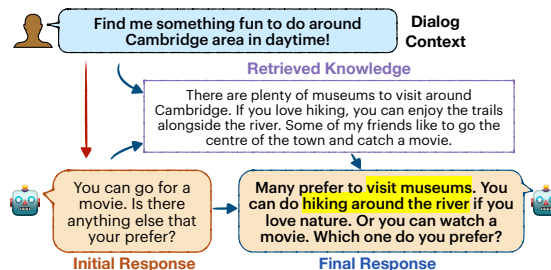 Find me something fun to do around
Cambridge area in daytime!
Dialog
Context
Retrieved Knowledge
There are plenty of museums to visit around
Cambridge. If you love hiking, you can enjoy the trails
alongside the river. Some of my friends like to go the
centre of the town and catch a movie.
You can go for a
movie. Is there
anything else that
your prefer?
Initial Response
Many prefer to visit museums. You
can do hiking around the river if you
love nature. Or you can watch a
movie. Which one do you prefer?
Final Response